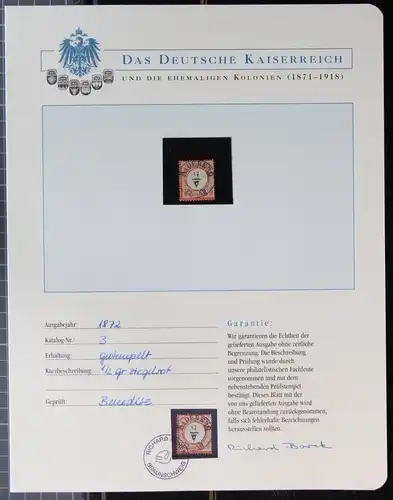 DAS DEUTSCHE KAISERREICH
UND DIE EHEMALIGEN KOLONIEN (1871–1918)
Ausgabejahr: 1872
Katalog-Nr.: 3
Erhaltung: gestempelt
Kurzbeschreibung: ½ Gr ziegelrot
Geprüft:
Garantie:
Wir garantieren die Echtheit der
gelieferten Ausgabe ohne zeitliche
Begrenzung. Die Beschreibung
und Prüfung wurde durch
unsere philatelistischen Fachleute
vorgenommen und mit dem
nebenstehenden Prüfstempel
bestätigt. Dieses Blatt mit der
von uns gelieferten Ausgabe wird
ohne Beanstandung zurückgenommen,
falls sich fehlerhafte Bezeichnungen
herausstellen sollten.
Richard Borek
RICHARD
BRAUNSCHWEIG